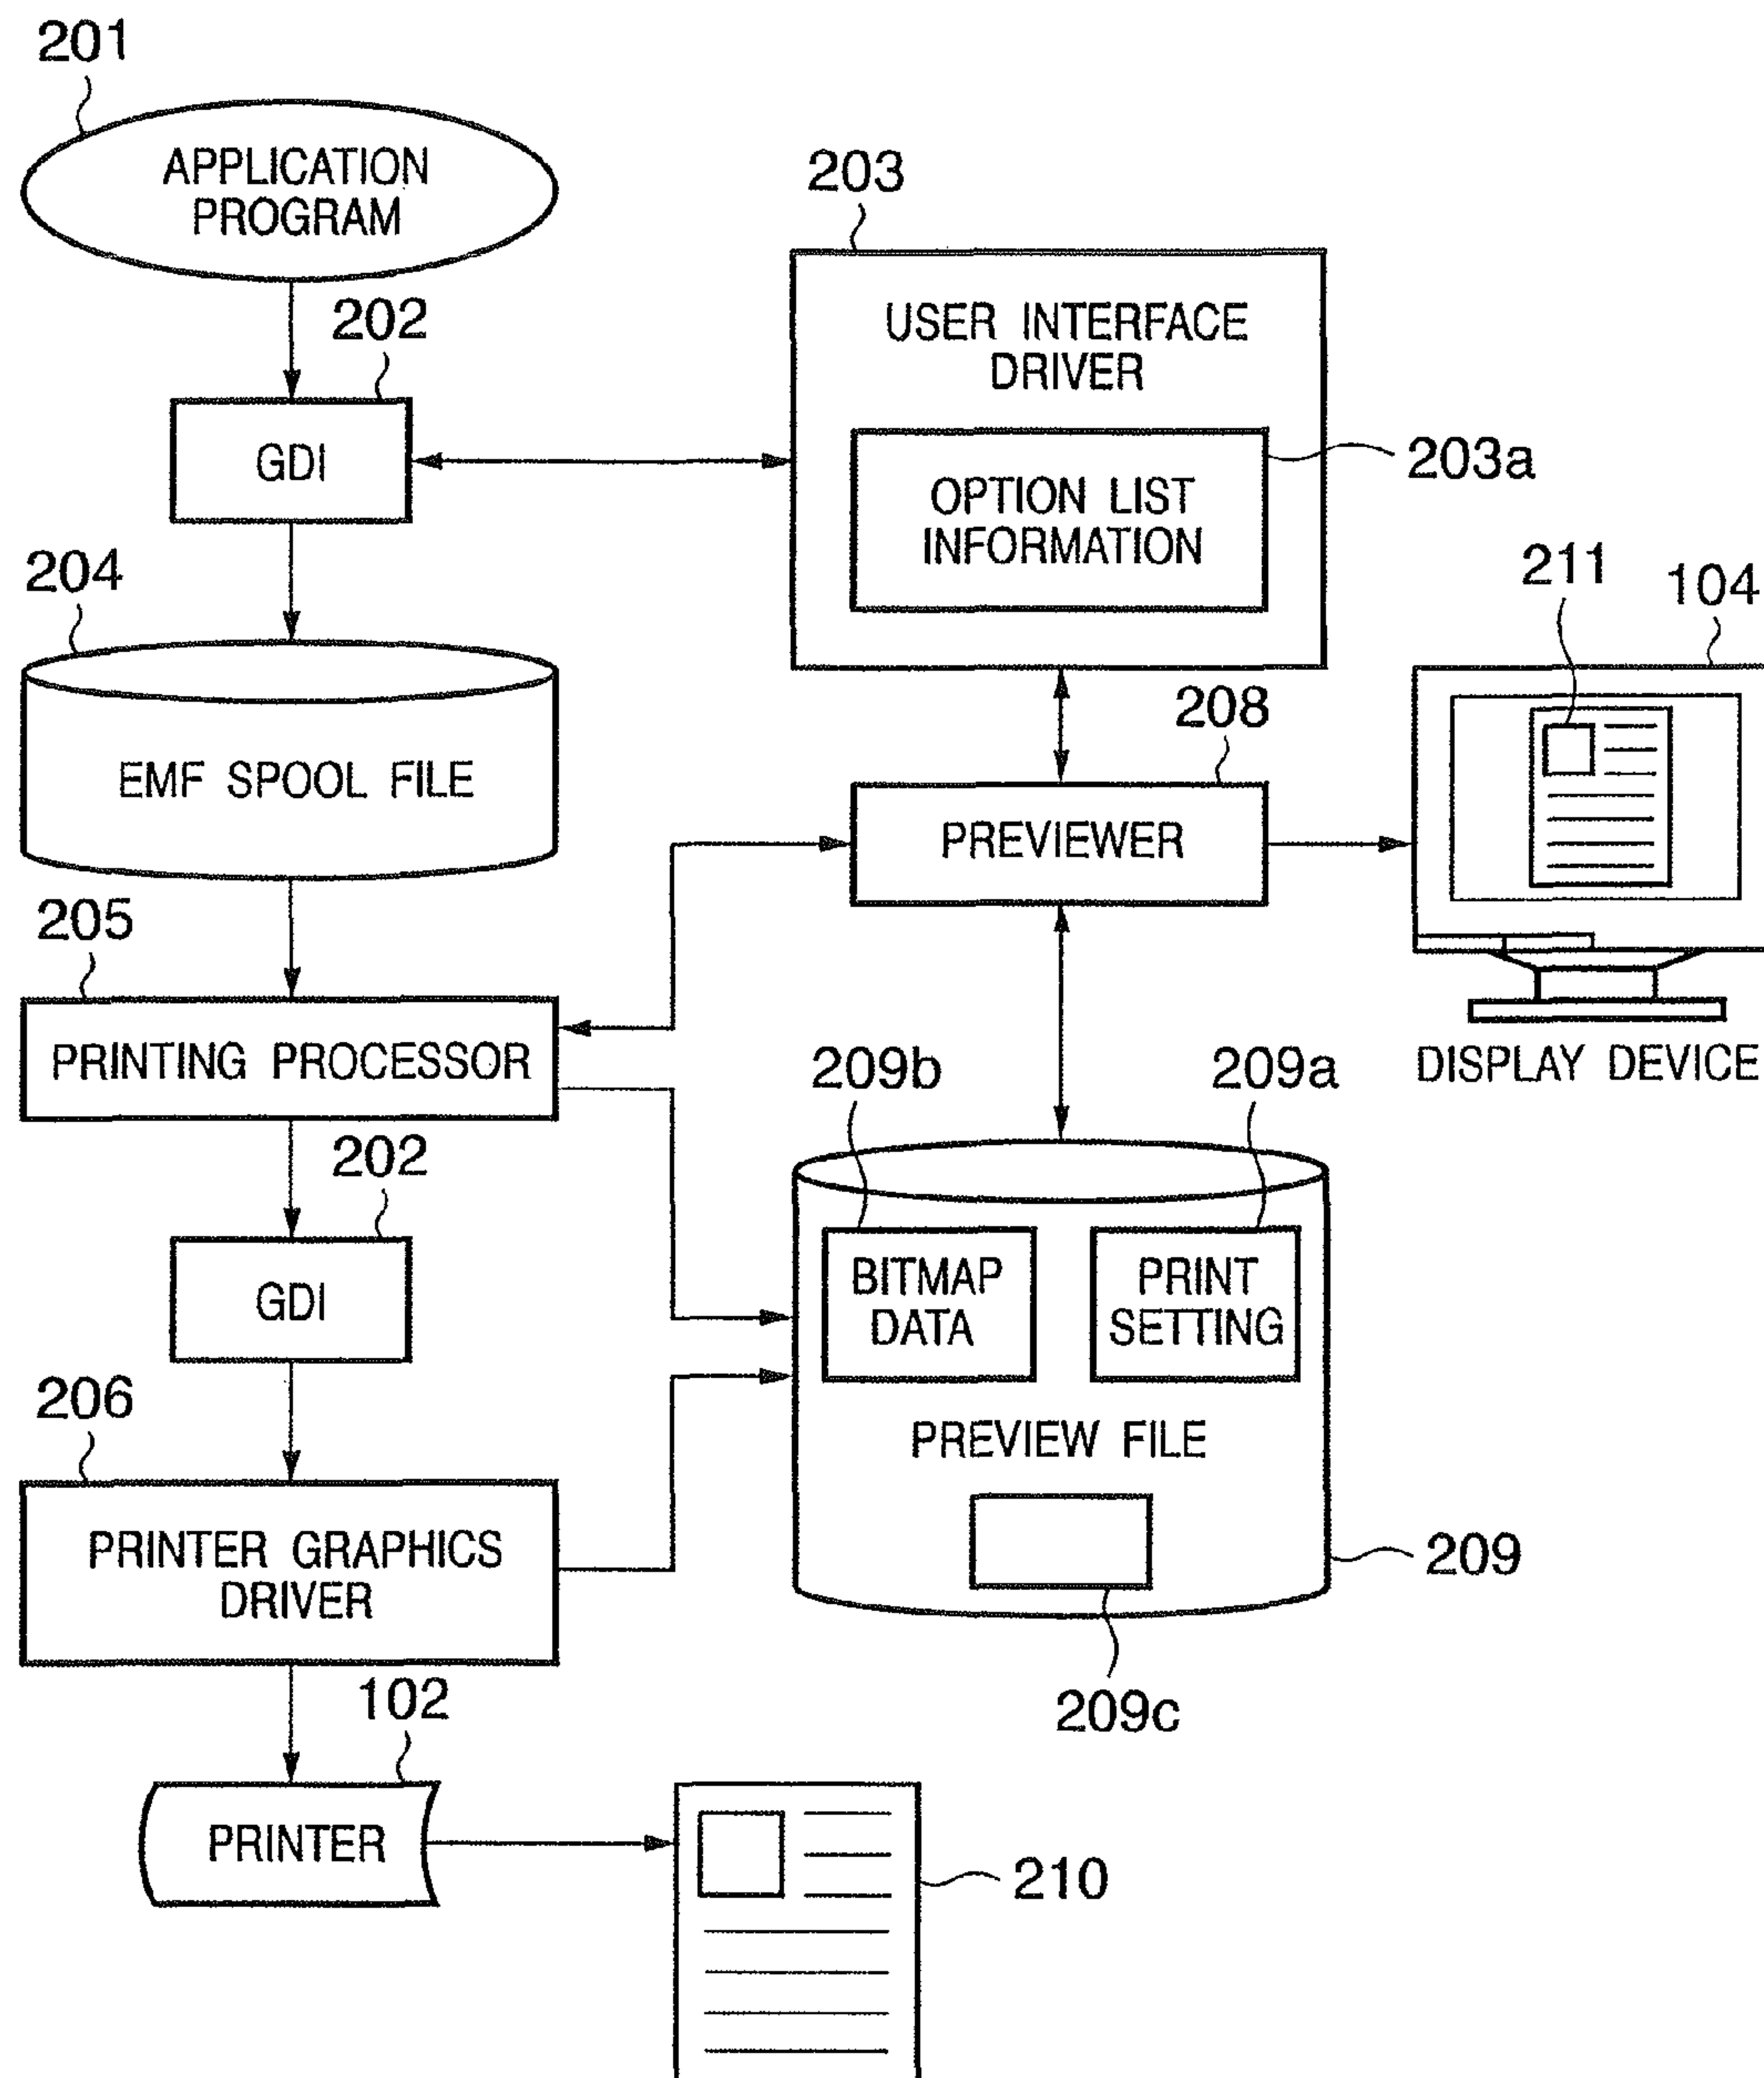 201
APPLICATION
PROGRAM
202
GDI
203
USER INTERFACE
DRIVER
OPTION LIST
INFORMATION
203a
204
EMF SPOOL FILE
211
104
208
PREVIEWER
DISPLAY DEVICE
205
PRINTING PROCESSOR
209b
209a
BITMAP
DATA
PRINT
SETTING
PREVIEW FILE
209
209c
202
GDI
206
PRINTER GRAPHICS
DRIVER
102
PRINTER
210